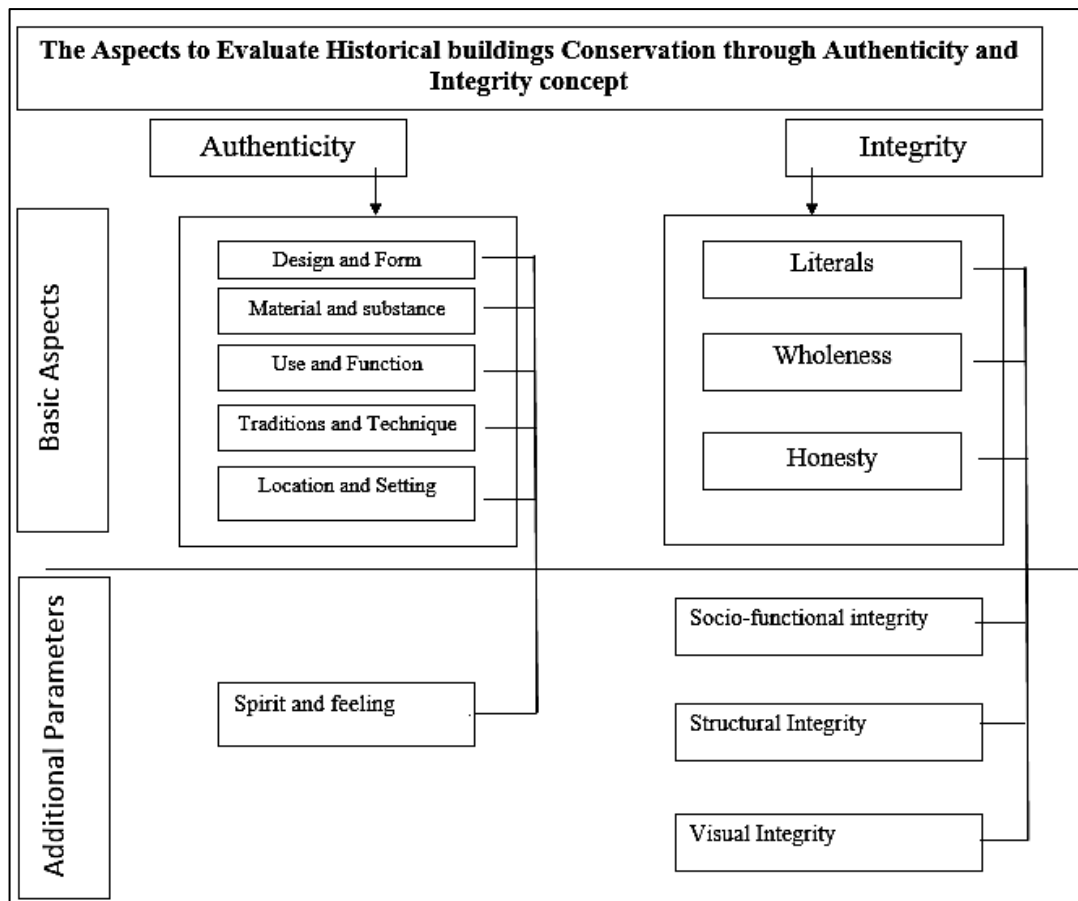 The Aspects to Evaluate Historical buildings Conservation through Authenticity and
Integrity concept
Authenticity
Integrity
Basic Aspects
Design and Form
Material and substance
Use and Function
Traditions and Technique
Location and Setting
Literals
Wholeness
Honesty
Additional Parameters
Spirit and feeling
Socio-functional integrity
Structural Integrity
Visual Integrity